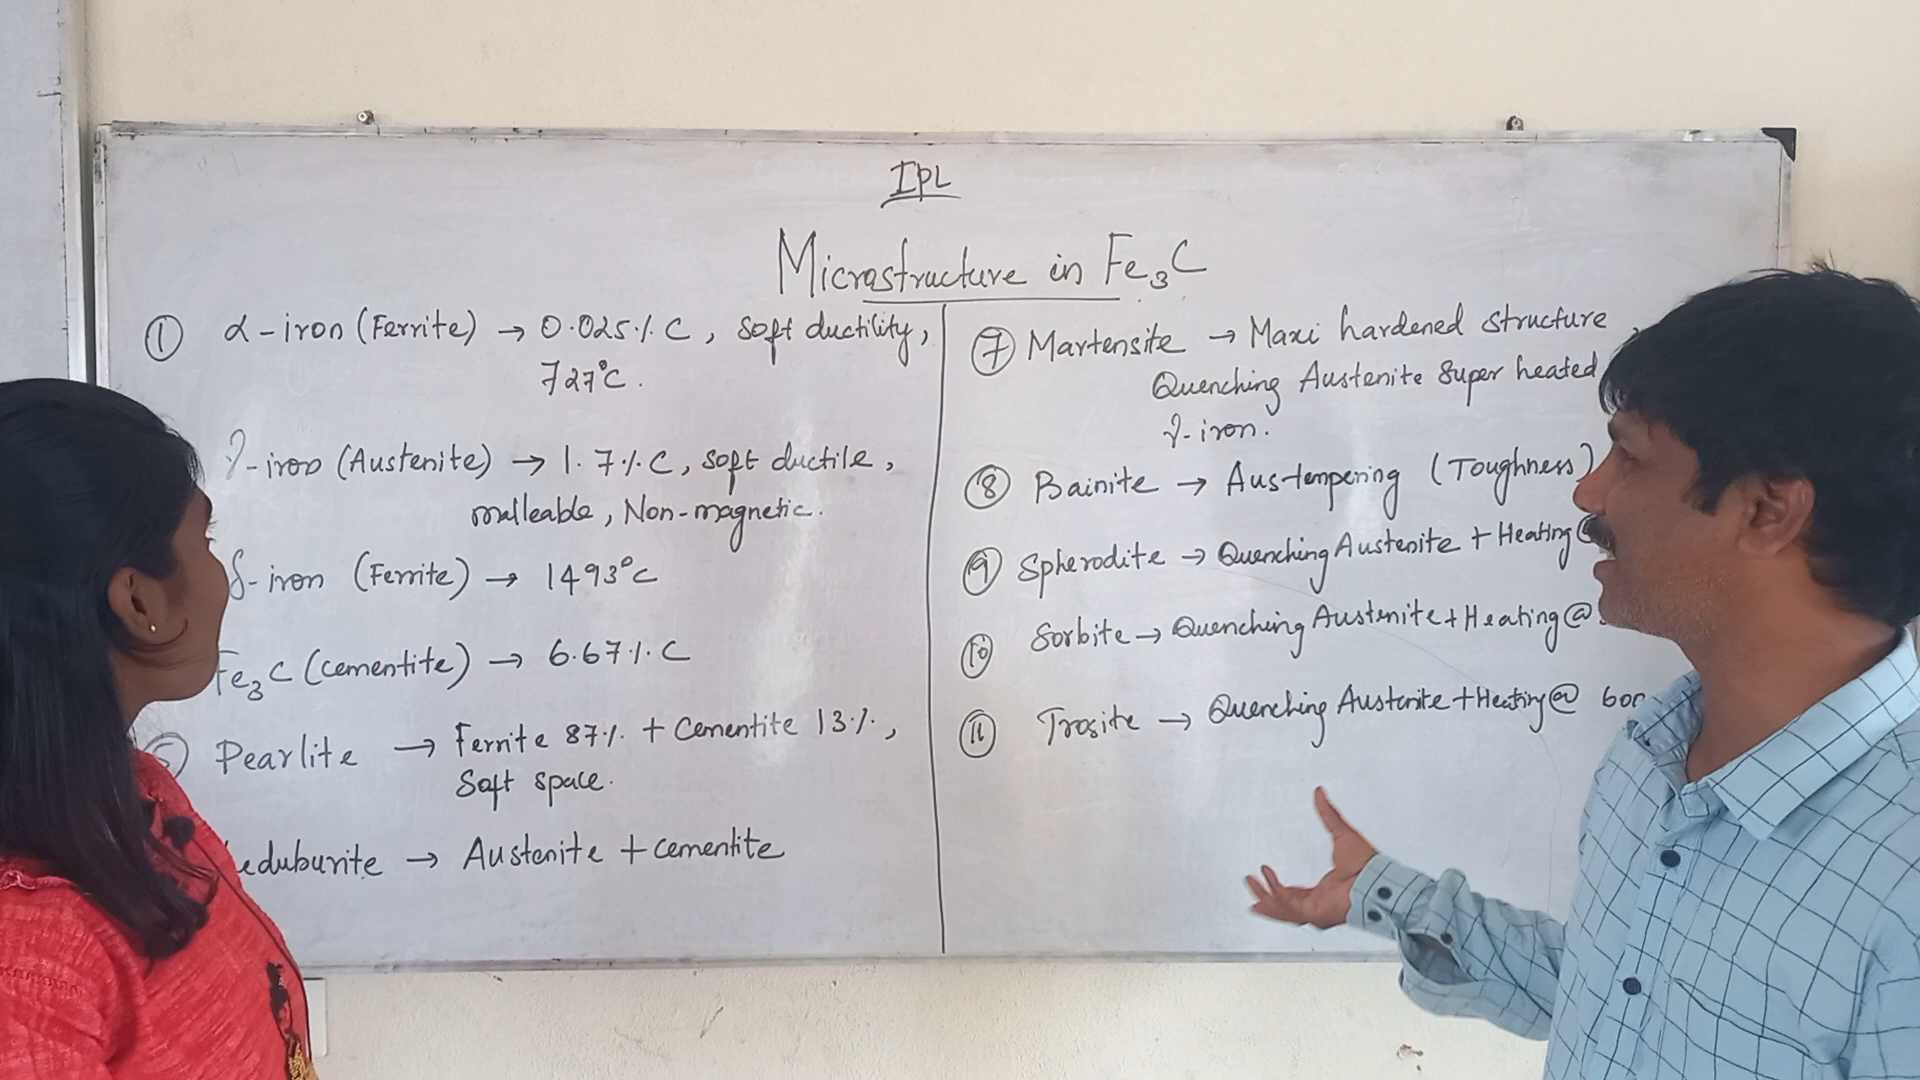 IPL
Microstructure in Fe₃C
① α-iron (Ferrite) → 0.025% C, soft ductility,
727°C.
γ-iron (Austenite) → 1.7% C, soft ductile,
malleable, Non-magnetic.
δ-iron (Ferrite) → 1493°C
Fe₃C (cementite) → 6.67% C
⑤ Pearlite → Ferrite 87% + Cementite 13%,
Soft space.
eduburite → Austenite + cementite
⑦ Martensite → Maxi hardened structure
Quenching Austenite Super heated
γ-iron.
⑧ Bainite → Austempering (Toughness)
⑨ Spherodite → Quenching Austenite + Heating @
⑩ Sorbite → Quenching Austenite + Heating @
⑪ Trosite → Quenching Austenite + Heating @ 600